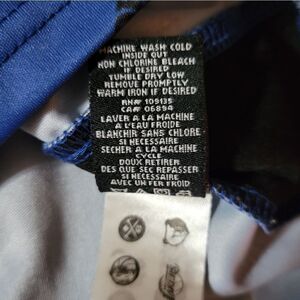 MACHINE WASH COLD
INSIDE OUT
NON CHLORINE BLEACH
IF DESIRED
TUMBLE DRY LOW
REMOVE PROMPTLY
WARM IRON IF DESIRED
RN# 109135
CA# 06894
LAVER A LA MACHINE
A L'EAU FROIDE
BLANCHIR SANS CHLORE
SI NECESSAIRE
SECHER A LA MACHINE
CYCLE
DOUX RETIRER
DES QUE SEC REPASSER
SI NECESSAIRE
AVEC UN FER FROID